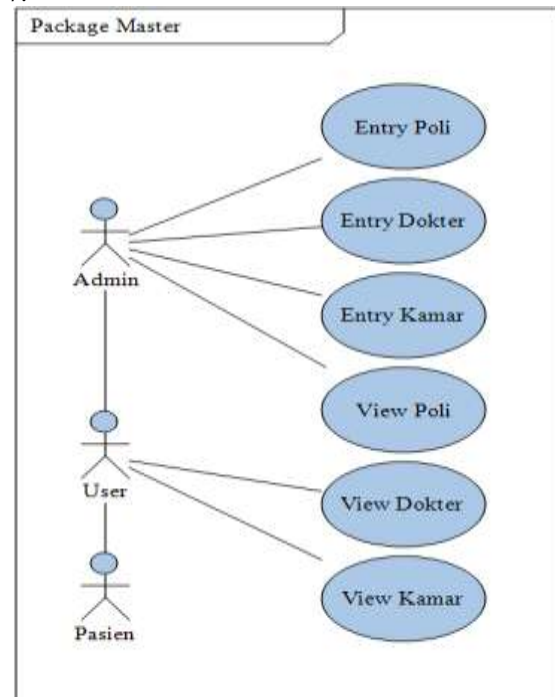 Package Master
Entry Poli
Entry Dokter
Admin
Entry Kamar
View Poli
User
View Dokter
View Kamar
Pasien